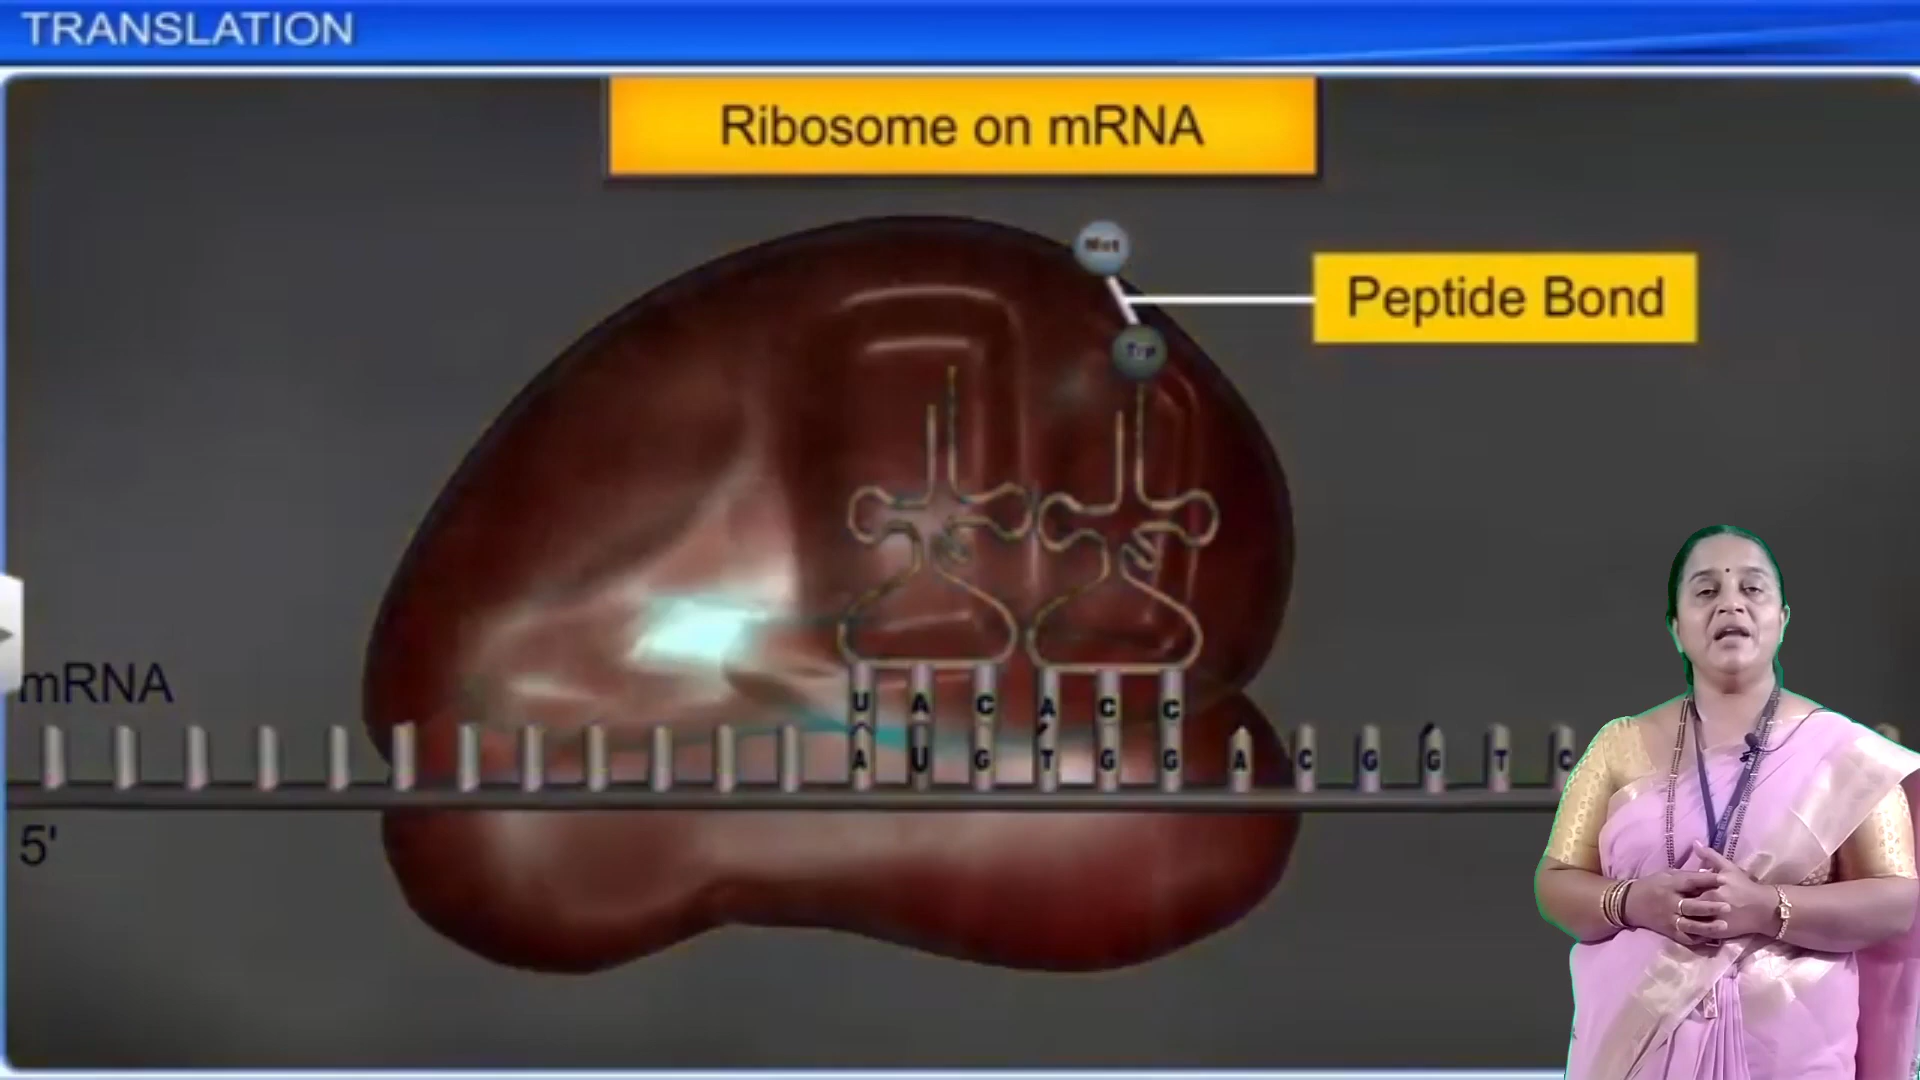 TRANSLATION
Ribosome on mRNA
Met
Peptide Bond
Trp
mRNA
U A C A C C
A U G T G G A C G G T C
5'